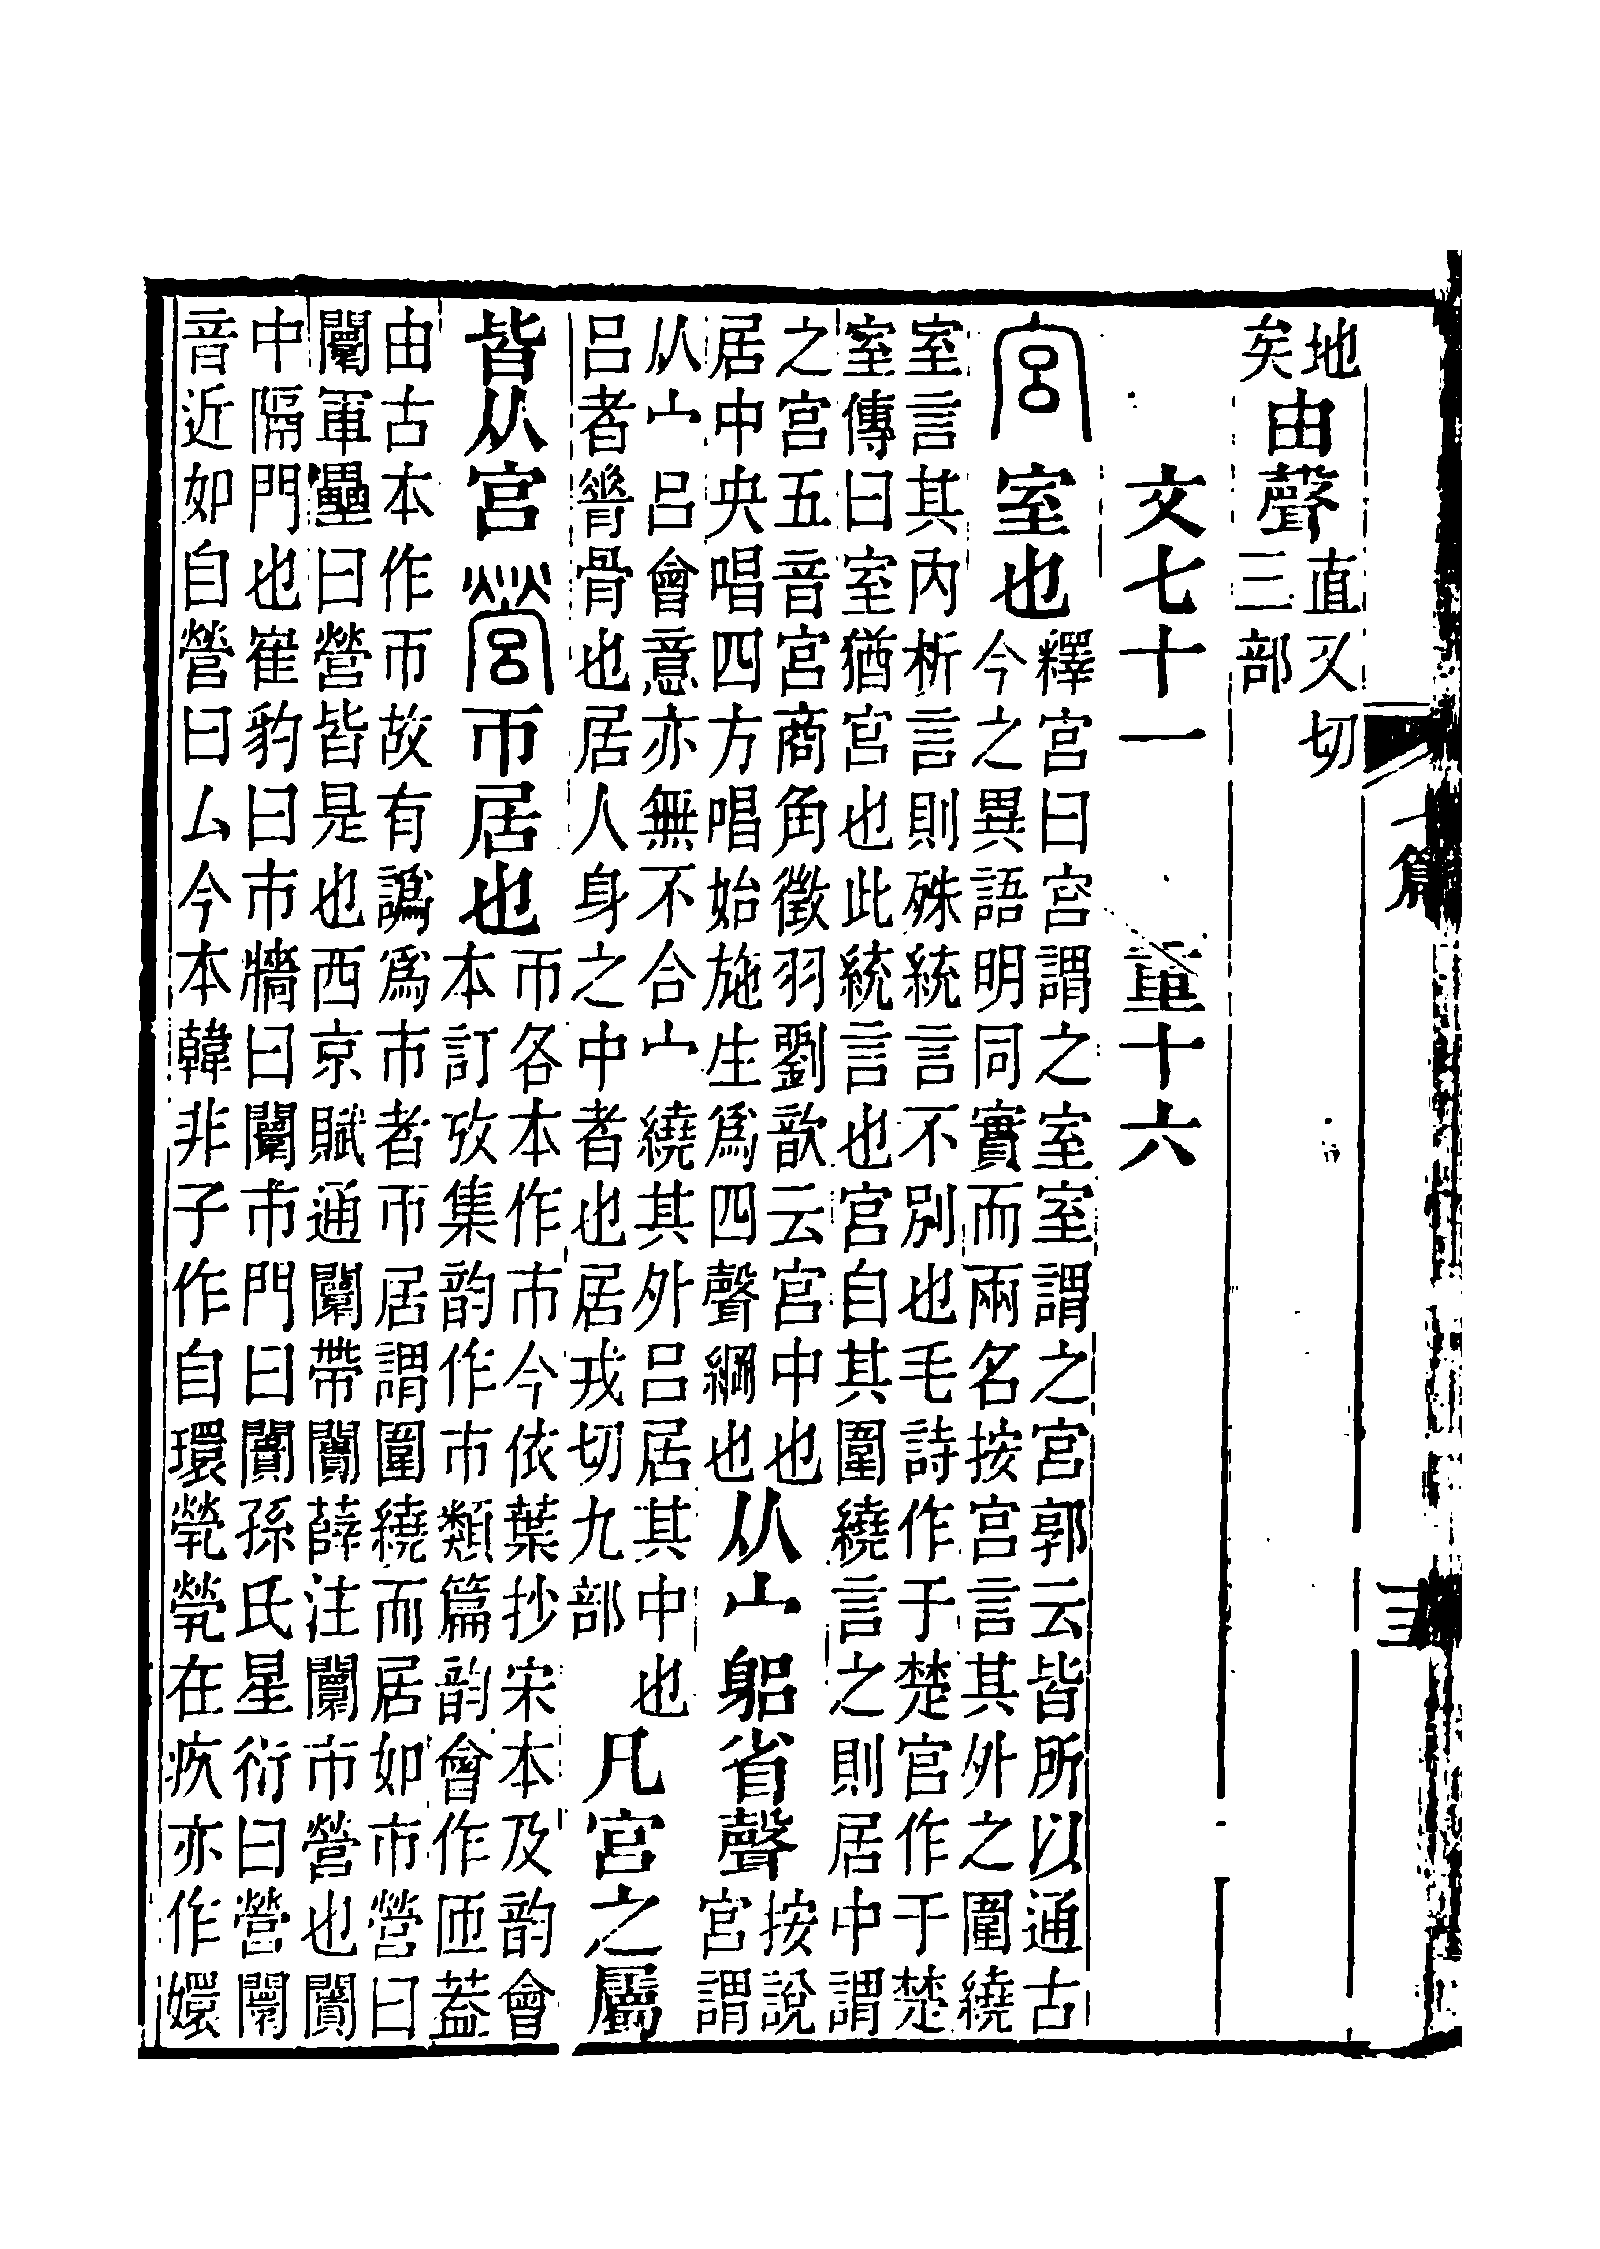 地矣由聲直又切三部
文七十一　重十六
宮室也釋宮曰宮謂之室室謂之宮郭云皆所以通古
今之異語明同實而兩名按宮言其外之圍繞
室言其內析言則殊統言不別也毛詩作于楚宮作于楚
室傳曰室猶宮也此統言也宮自其圍繞言之則居中謂
之宮五音宮商角徵羽劉歆云宮中也
居中央唱四方唱始施生爲四聲綱也从宀躳省聲按說
宮謂
从宀呂會意亦無不合宀繞其外呂居其中也
呂者脊骨也居人身之中者也居戎切九部凡宮之屬
皆从宮營帀居也帀各本作市今依葉抄宋本及韵會
本訂攷集韵作市類篇韵會作匝蓋
由古本作帀故有譌爲市者帀居謂圍繞而居如市營曰
闤軍壘曰營皆是也西京賦通闤帶闠薛注闤市營也闠
中隔門也崔豹曰市牆曰闤市門曰闠孫氏星衍曰營闤
音近如自營曰厶今本韓非子作自環煢煢在疚亦作嬛